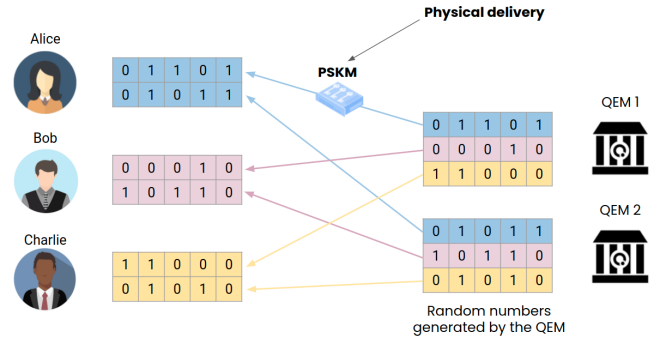 Physical delivery
Alice
PSKM
0 1 1 0 1
0 1 0 1 1
QEM 1
0 1 1 0 1
0 0 0 1 0
1 1 0 0 0
Bob
0 0 0 1 0
1 0 1 1 0
QEM 2
0 1 0 1 1
1 0 1 1 0
0 1 0 1 0
Charlie
1 1 0 0 0
0 1 0 1 0
Random numbers
generated by the QEM